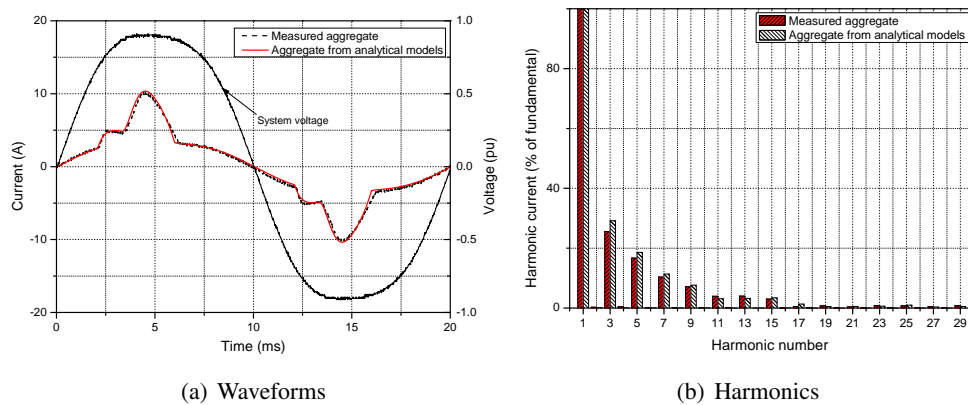 Measured aggregate
Aggregate from analytical models
System voltage
Current (A)
20
10
0
-10
-20
Voltage (pu)
1.0
0.5
0.0
-0.5
-1.0
0 5 10 15 20
Time (ms)
(a) Waveforms
Measured aggregate
Aggregate from analytical models
Harmonic current (% of fundamental)
80
40
0
1 3 5 7 9 11 13 15 17 19 21 23 25 27 29
Harmonic number
(b) Harmonics